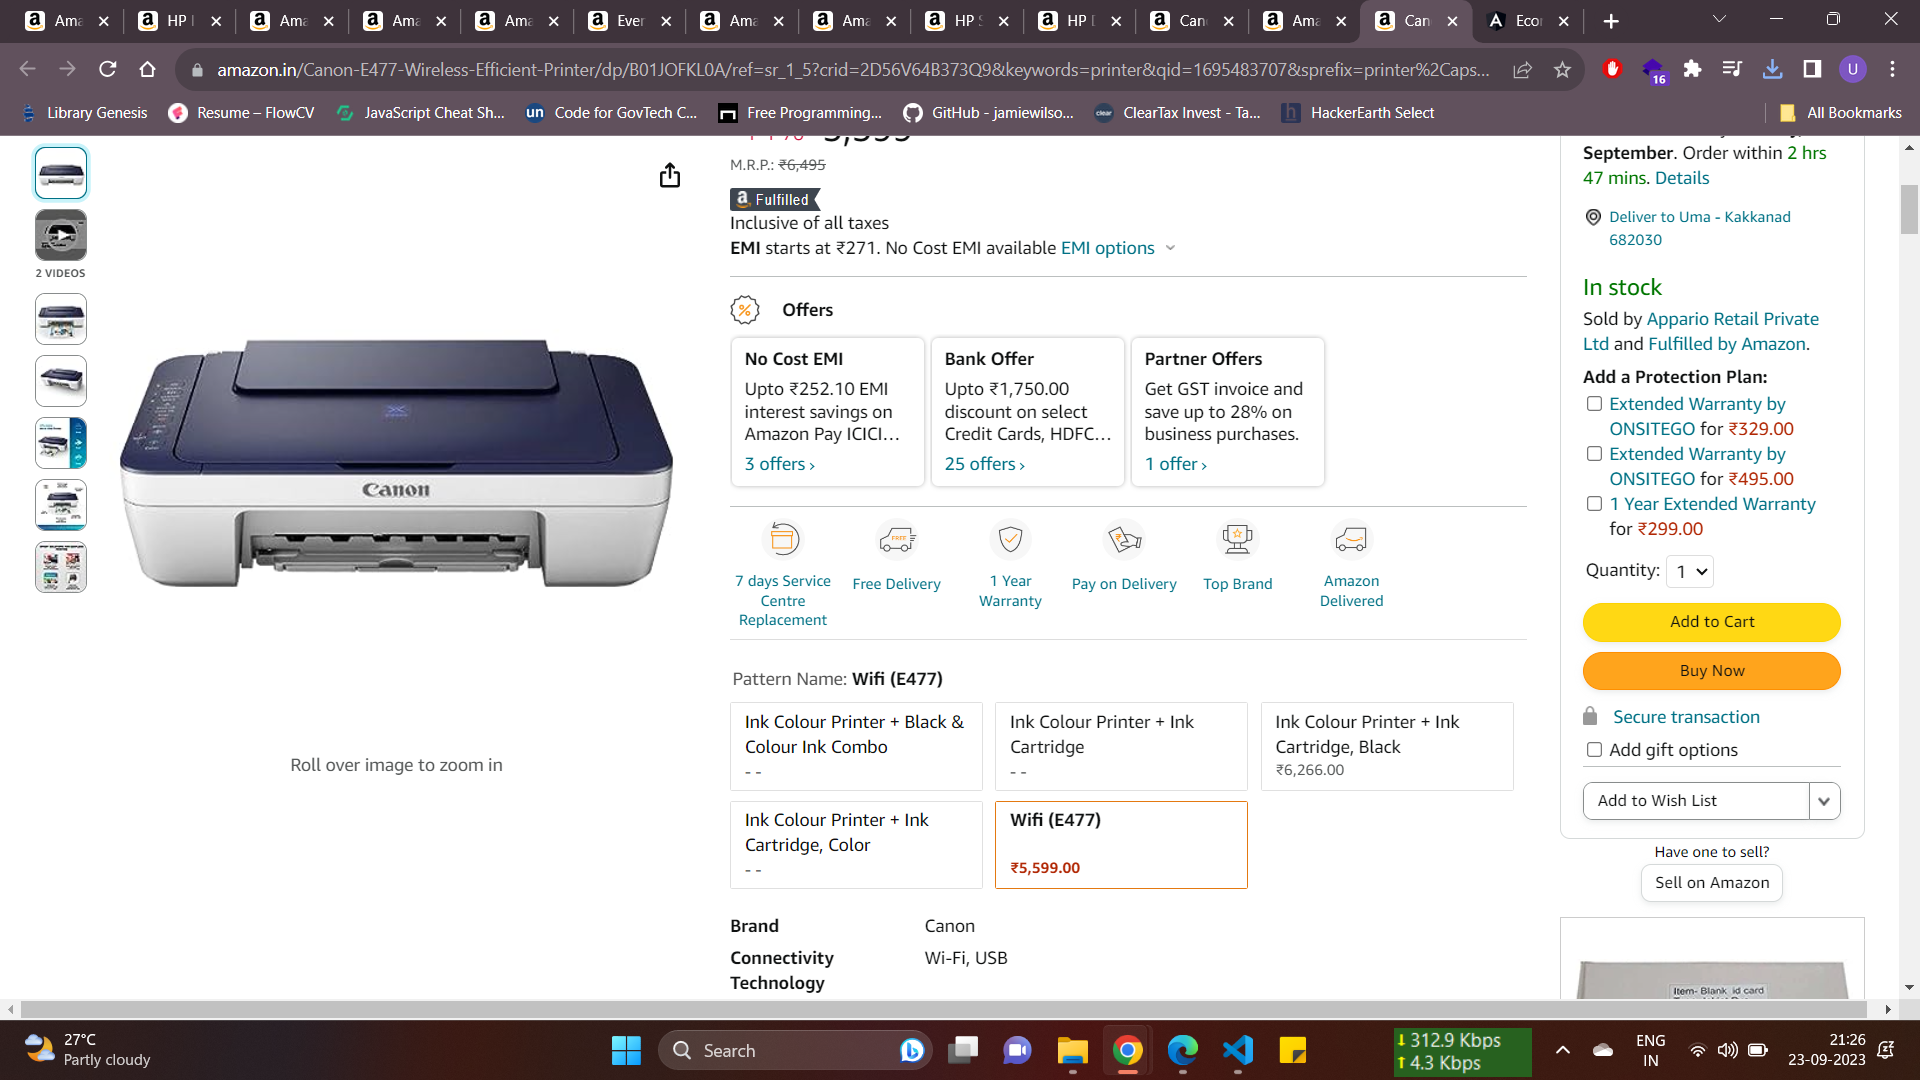 Ama
HP I
Ama
Ama
Ama
Ever
Ama
Ama
HP S
HP D
Can
Ama
Can
Econ
amazon.in/Canon-E477-Wireless-Efficient-Printer/dp/B01JOFKL0A/ref=sr_1_5?crid=2D56V64B373Q9&keywords=printer&qid=1695483707&sprefix=printer%2Caps...
16
U
Library Genesis
Resume – FlowCV
JavaScript Cheat Sh...
un
Code for GovTech C...
Free Programming...
GitHub - jamiewilso...
clear
ClearTax Invest - Ta...
h
HackerEarth Select
All Bookmarks
2 VIDEOS
Canon
Roll over image to zoom in
M.R.P.: ₹6,495
a Fulfilled
Inclusive of all taxes
EMI starts at ₹271. No Cost EMI available EMI options
Offers
No Cost EMI
Upto ₹252.10 EMI
interest savings on
Amazon Pay ICICI…
3 offers ›
Bank Offer
Upto ₹1,750.00
discount on select
Credit Cards, HDFC…
25 offers ›
Partner Offers
Get GST invoice and
save up to 28% on
business purchases.
1 offer ›
7 days Service
Centre
Replacement
FREE
Free Delivery
1 Year
Warranty
Pay on Delivery
Top Brand
Amazon
Delivered
Pattern Name: Wifi (E477)
Ink Colour Printer + Black &
Colour Ink Combo
- -
Ink Colour Printer + Ink
Cartridge
- -
Ink Colour Printer + Ink
Cartridge, Black
₹6,266.00
Ink Colour Printer + Ink
Cartridge, Color
- -
Wifi (E477)
₹5,599.00
Brand
Canon
Connectivity
Technology
Wi-Fi, USB
September. Order within 2 hrs
47 mins. Details
Deliver to Uma - Kakkanad
682030
In stock
Sold by Appario Retail Private
Ltd and Fulfilled by Amazon.
Add a Protection Plan:
Extended Warranty by
ONSITEGO for ₹329.00
Extended Warranty by
ONSITEGO for ₹495.00
1 Year Extended Warranty
for ₹299.00
Quantity: 1
Add to Cart
Buy Now
Secure transaction
Add gift options
Add to Wish List
Have one to sell?
Sell on Amazon
Item- Blank id card
27°C
Partly cloudy
Search
312.9 Kbps
4.3 Kbps
ENG
IN
21:26
23-09-2023